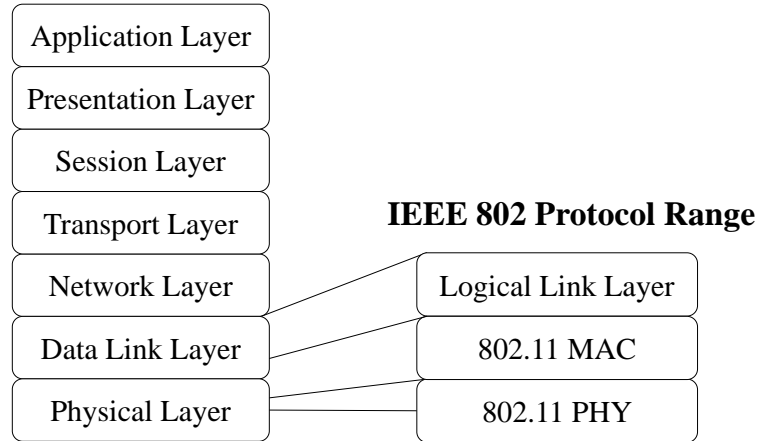 Application Layer
Presentation Layer
Session Layer
Transport Layer
Network Layer
Data Link Layer
Physical Layer
IEEE 802 Protocol Range
Logical Link Layer
802.11 MAC
802.11 PHY